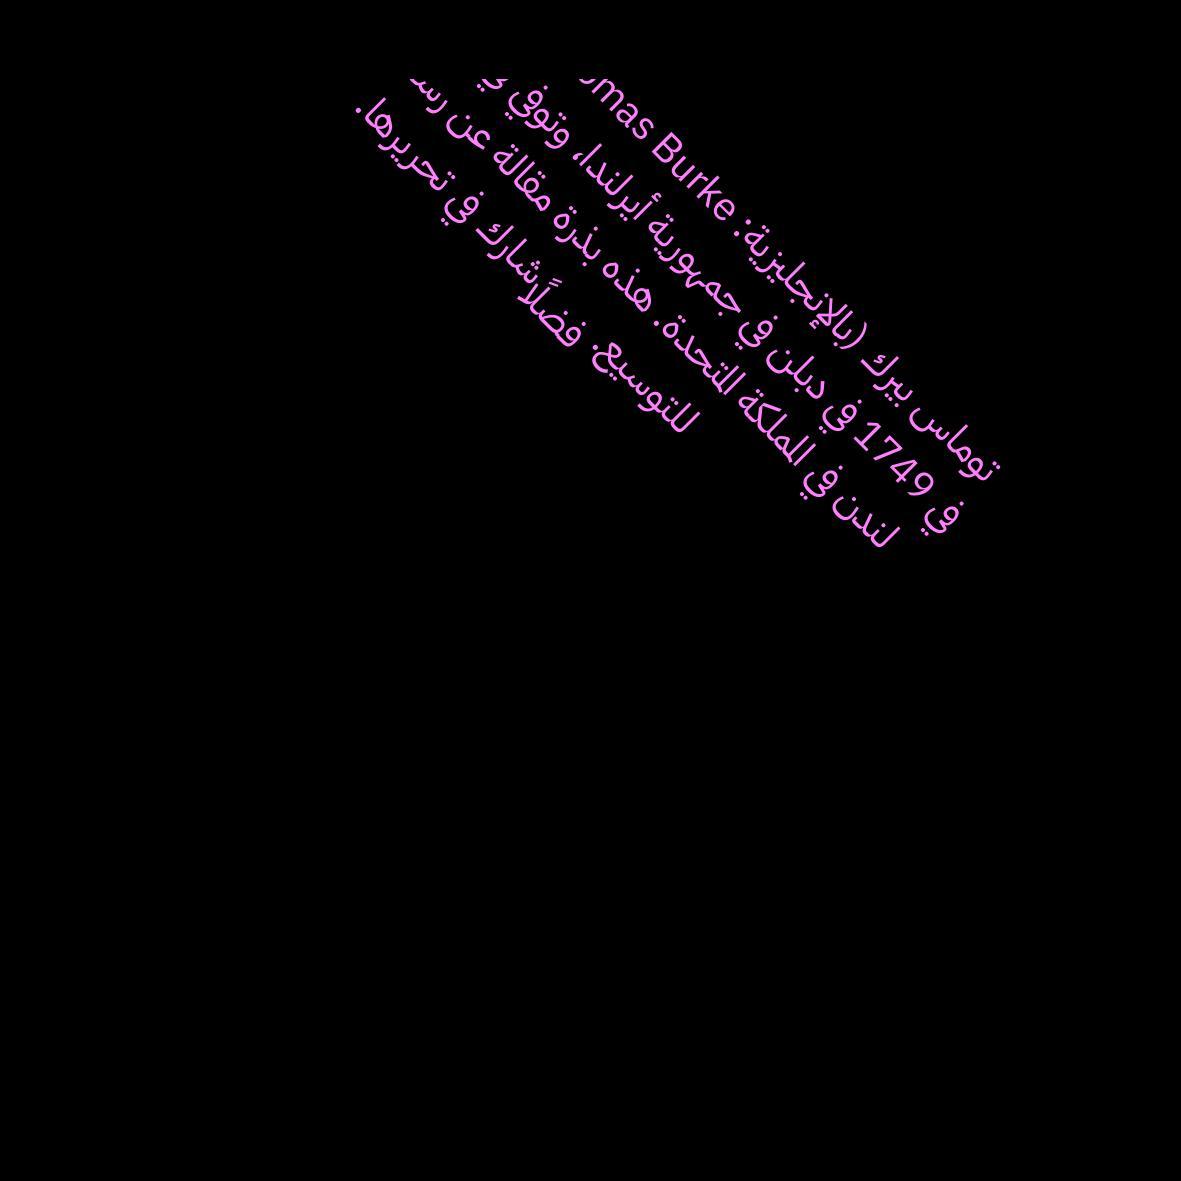 توماس بيرك (بالإنجليزية: Burke
في 1749 في دبلن في جمهورية أيرلندا، وتوفي
لندن في المملكة المتحدة. هذه بذرة مقالة عن
للتوسيع. فضلًا شارك في تحريرها.